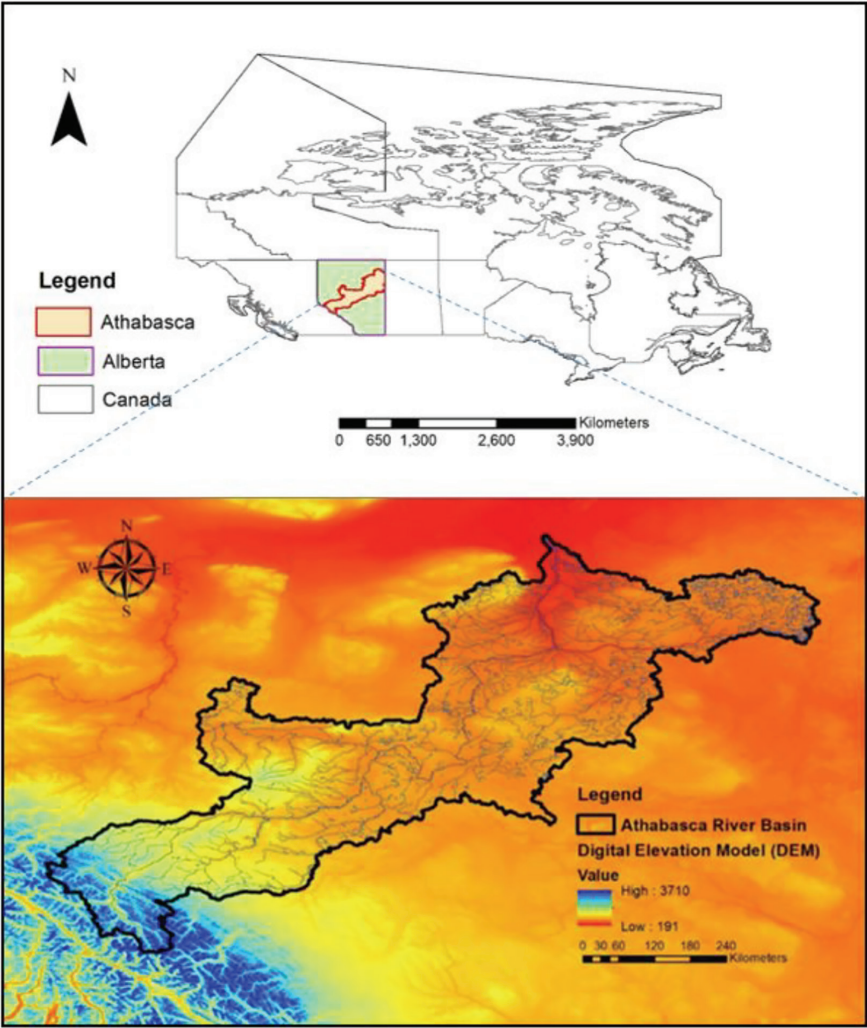 N
Legend
Athabasca
Alberta
Canada
Kilometers
0 650 1,300 2,600 3,900
N
W E
S
Legend
Athabasca River Basin
Digital Elevation Model (DEM)
Value
High : 3710
Low : 191
0 30 60 120 180 240
Kilometers